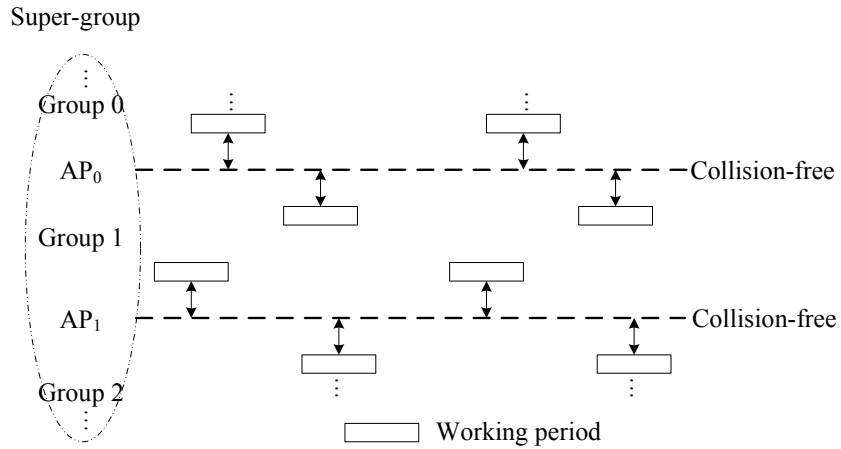 Super-group
Group 0
AP₀
Collision-free
Group 1
AP₁
Collision-free
Group 2
Working period